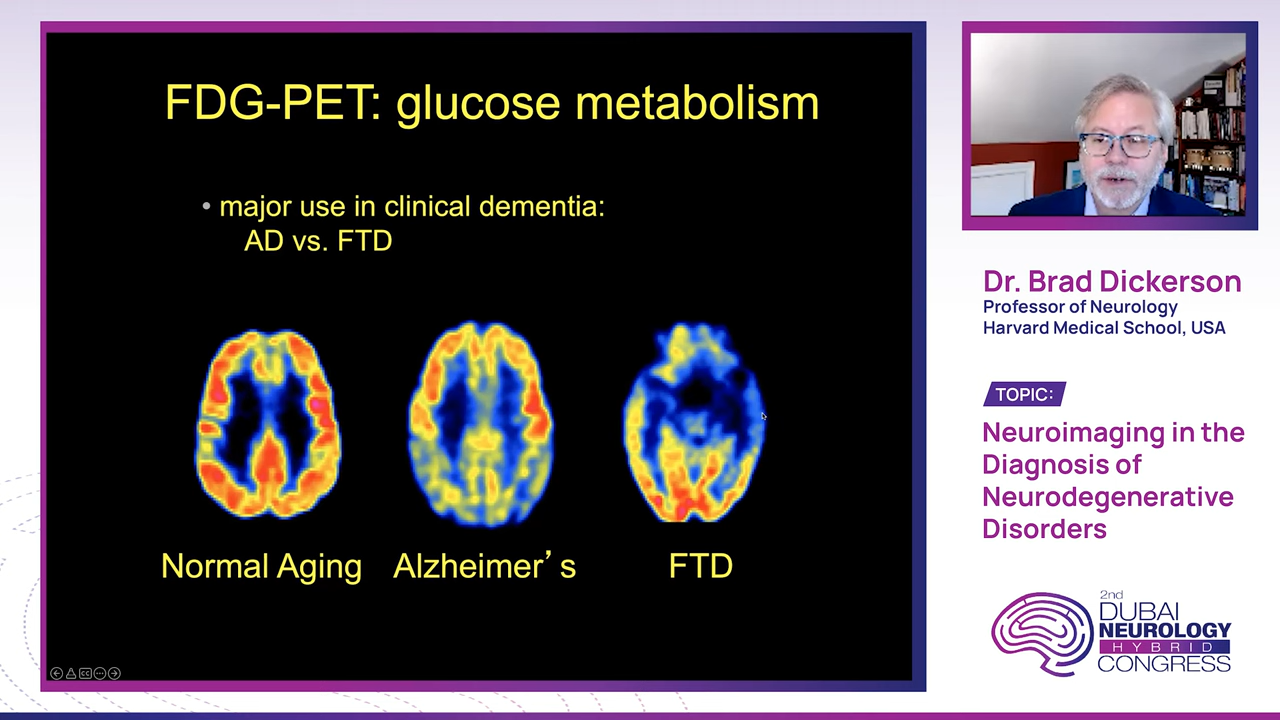 FDG-PET: glucose metabolism
• major use in clinical dementia:
AD vs. FTD
Normal Aging
Alzheimer’s
FTD
Dr. Brad Dickerson
Professor of Neurology
Harvard Medical School, USA
TOPIC:
Neuroimaging in the
Diagnosis of
Neurodegenerative
Disorders
2nd
DUBAI
NEUROLOGY
HYBRID
CONGRESS